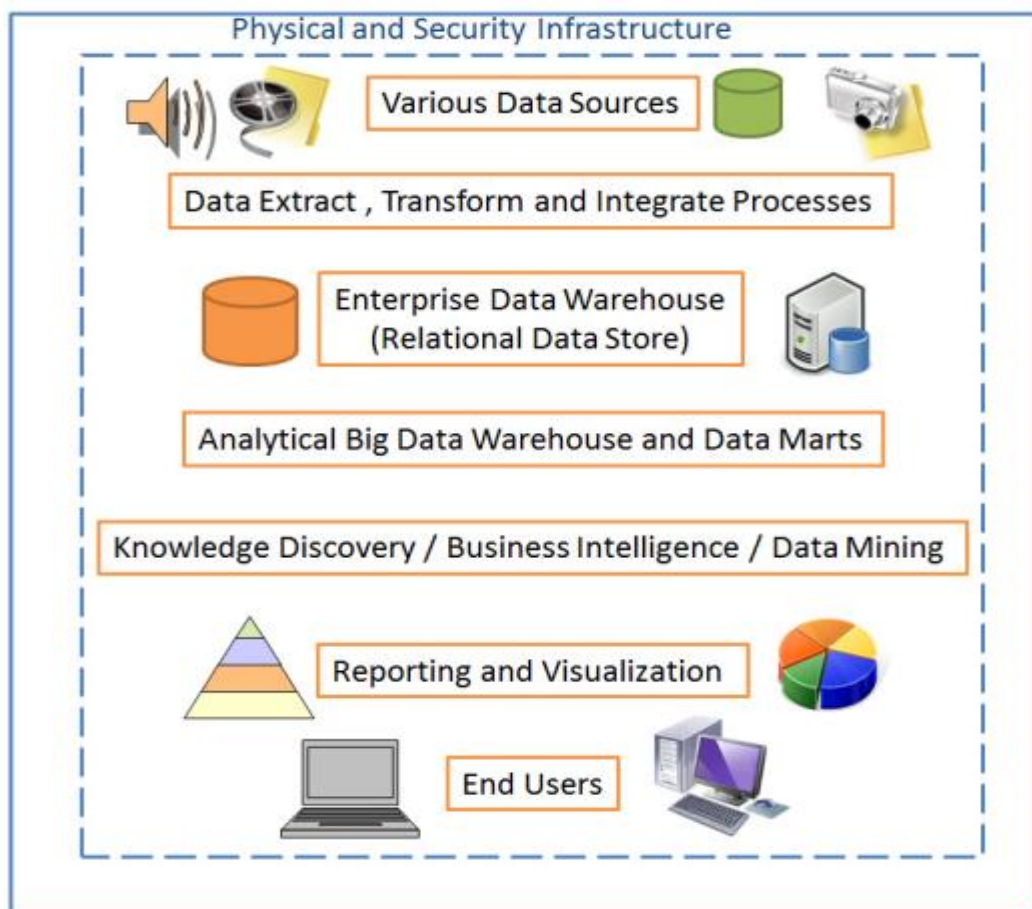 Physical and Security Infrastructure
Various Data Sources
Data Extract , Transform and Integrate Processes
Enterprise Data Warehouse
(Relational Data Store)
Analytical Big Data Warehouse and Data Marts
Knowledge Discovery / Business Intelligence / Data Mining
Reporting and Visualization
End Users